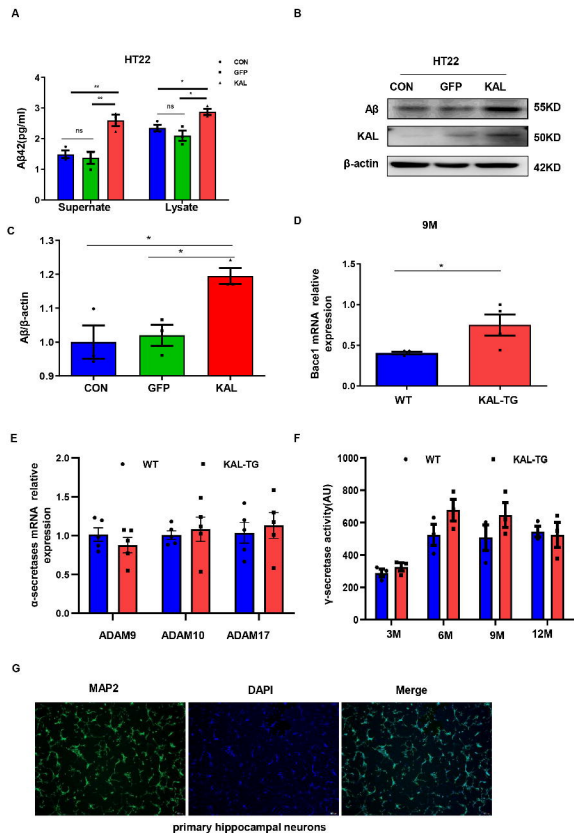 A
HT22
CON
GFP
KAL
Aβ42(pg/ml)
4
3
2
1
0
ns
**
**
ns
*
*
Supernate
Lysate
B
HT22
CON
GFP
KAL
Aβ
55KD
KAL
50KD
β-actin
42KD
C
Aβ/β-actin
1.3
1.2
1.1
1.0
0.9
*
*
CON
GFP
KAL
D
9M
Bace1 mRNA relative
expression
1.5
1.0
0.5
0.0
*
WT
KAL-TG
E
WT
KAL-TG
α-secretases mRNA relative
expression
2.0
1.5
1.0
0.5
0.0
ADAM9
ADAM10
ADAM17
F
WT
KAL-TG
γ-secretase activity(AU)
1000
800
600
400
200
0
3M
6M
9M
12M
G
MAP2
DAPI
Merge
primary hippocampal neurons